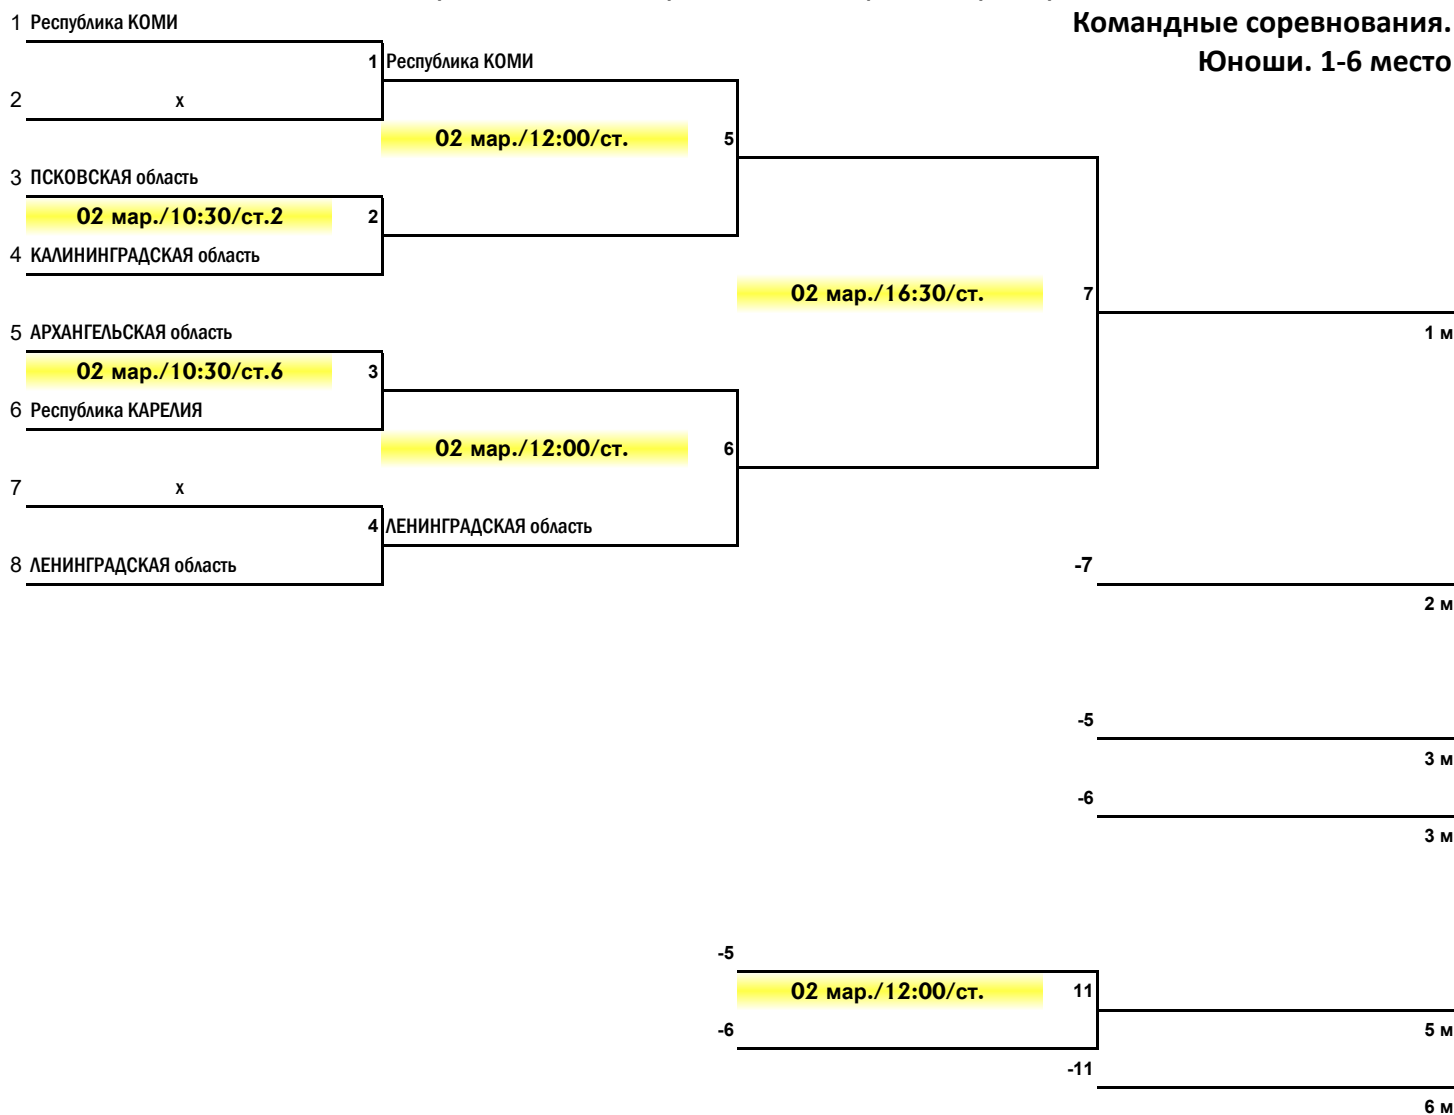 1 Республика КОМИ
Командные соревнования.
Юноши. 1-6 место
1 Республика КОМИ
2 х
02 мар./12:00/ст. 5
3 ПСКОВСКАЯ область
02 мар./10:30/ст.2 2
4 КАЛИНИНГРАДСКАЯ область
02 мар./16:30/ст. 7
5 АРХАНГЕЛЬСКАЯ область
1 м
02 мар./10:30/ст.6 3
6 Республика КАРЕЛИЯ
02 мар./12:00/ст. 6
7 х
4 ЛЕНИНГРАДСКАЯ область
8 ЛЕНИНГРАДСКАЯ область
-7
2 м
-5
3 м
-6
3 м
-5
02 мар./12:00/ст. 11
-6
5 м
-11
6 м